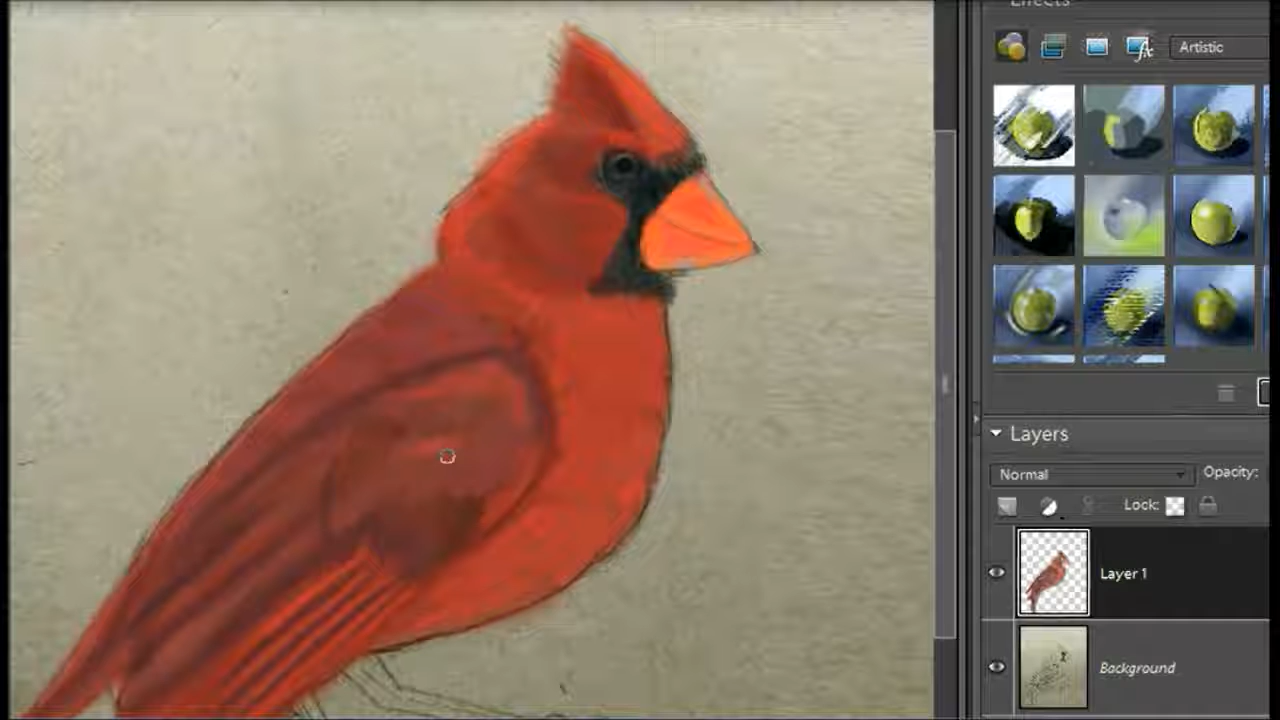 Effects
Artistic
Layers
Normal
Opacity:
Lock:
Layer 1
Background